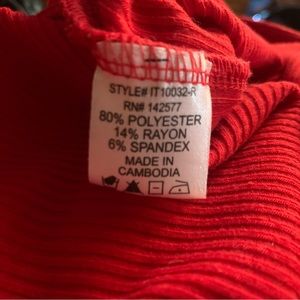 STYLE# IT10032-R
RN# 142577
80% POLYESTER
14% RAYON
6% SPANDEX
MADE IN
CAMBODIA